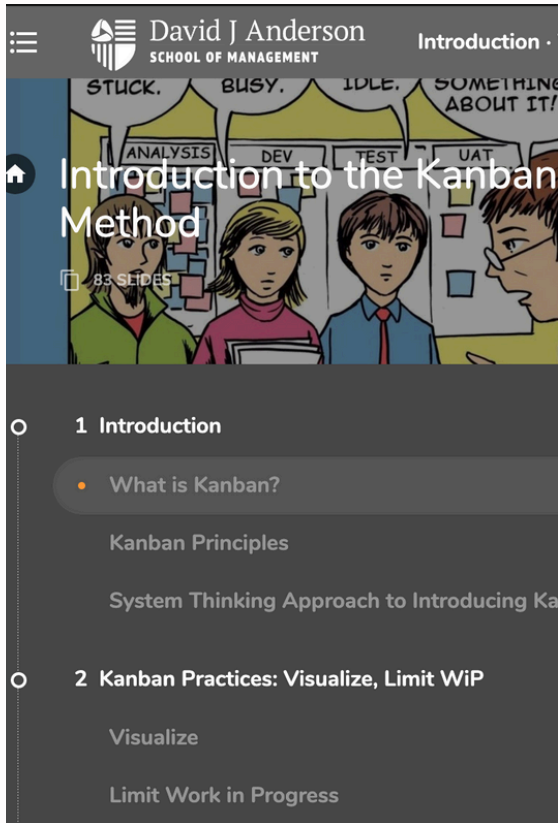 David J Anderson
SCHOOL OF MANAGEMENT
Introduction ·
STUCK.
BUSY.
IDLE.
SOMETHING
ABOUT IT!
ANALYSIS
DEV
TEST
UAT
Introduction to the Kanban
Method
83 SLIDES
1 Introduction
What is Kanban?
Kanban Principles
System Thinking Approach to Introducing Ka
2 Kanban Practices: Visualize, Limit WiP
Visualize
Limit Work in Progress